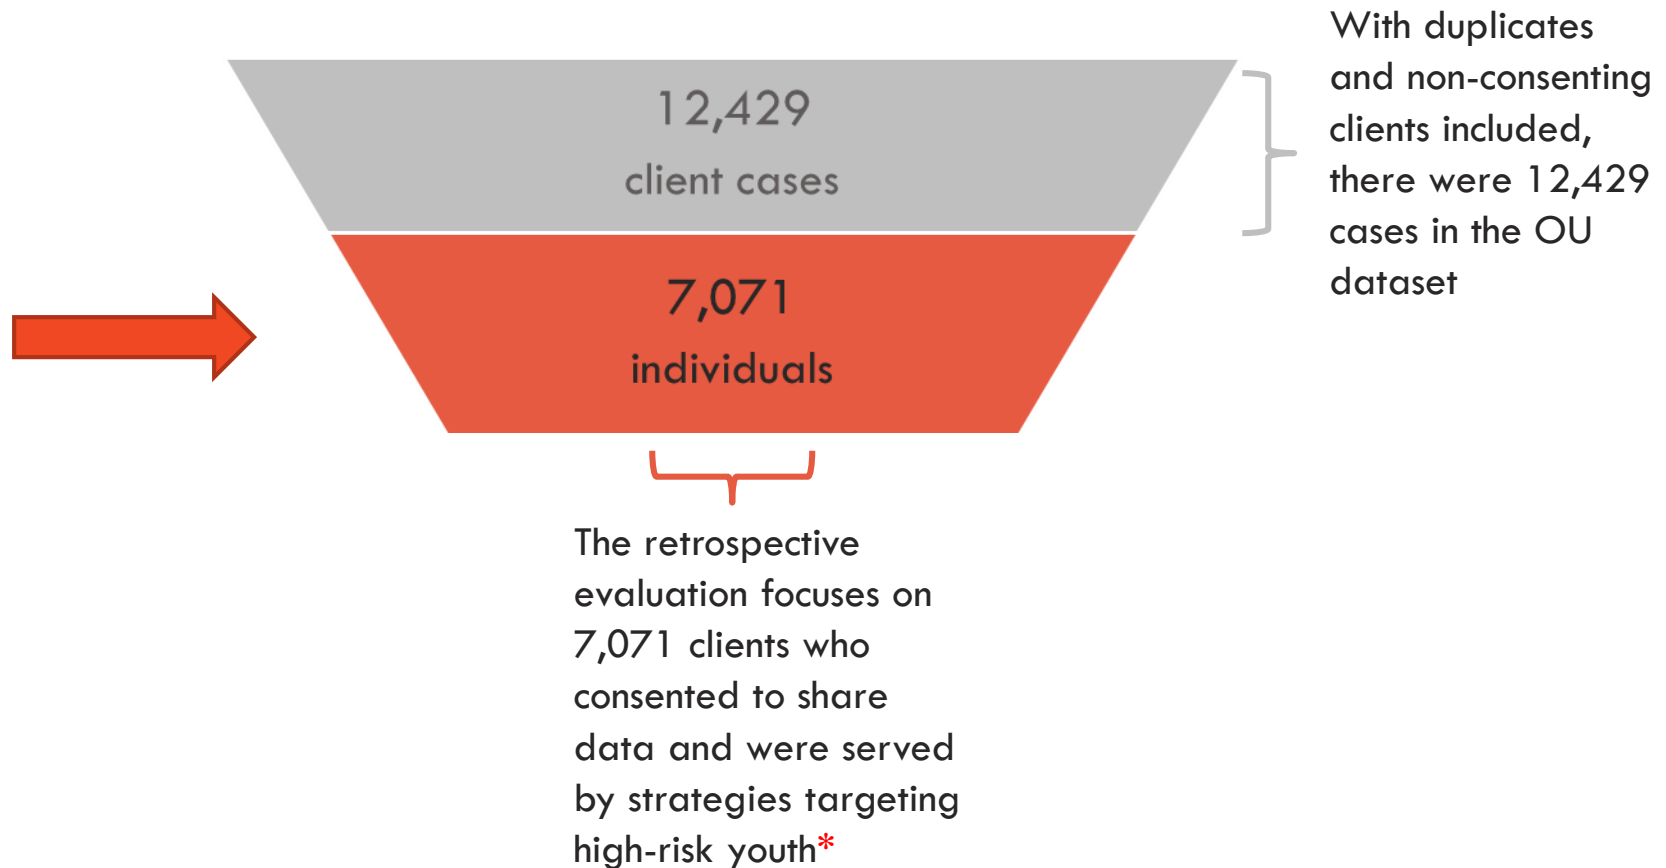 12,429
client cases
With duplicates
and non-consenting
clients included,
there were 12,429
cases in the OU
dataset
7,071
individuals
The retrospective
evaluation focuses on
7,071 clients who
consented to share
data and were served
by strategies targeting
high-risk youth*